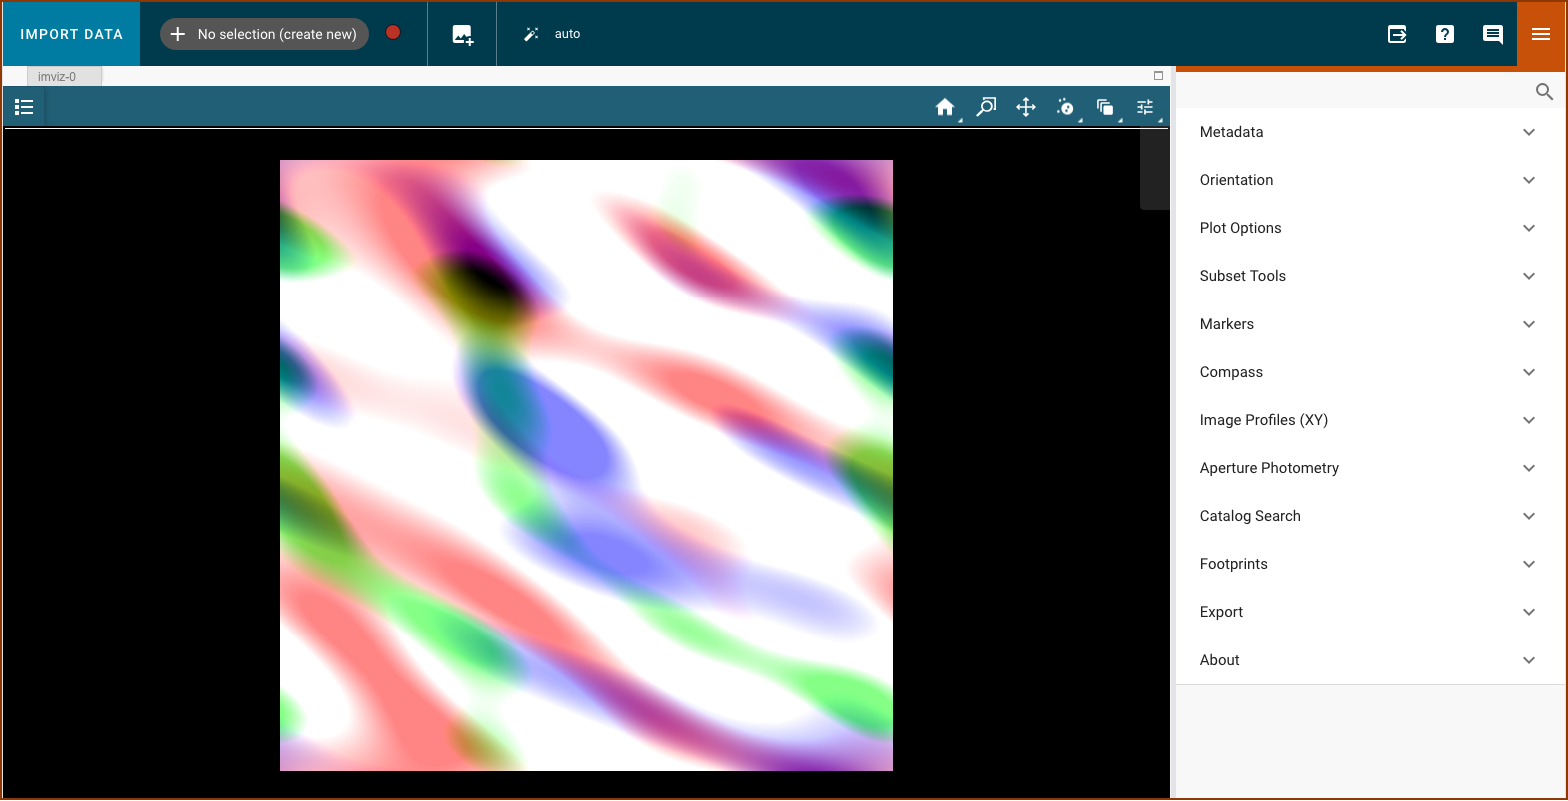 IMPORT DATA
No selection (create new)
auto
imviz-0
Metadata
Orientation
Plot Options
Subset Tools
Markers
Compass
Image Profiles (XY)
Aperture Photometry
Catalog Search
Footprints
Export
About